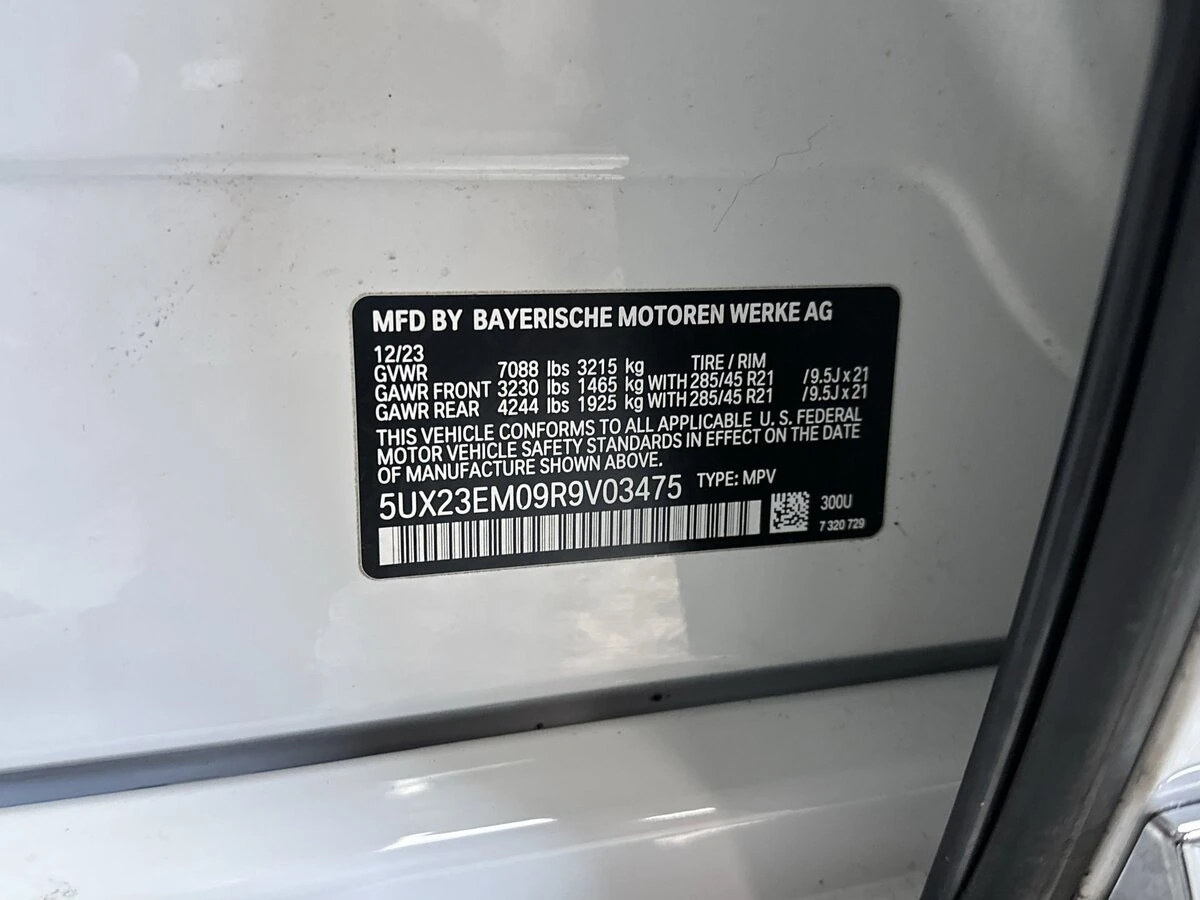 MFD BY BAYERISCHE MOTOREN WERKE AG
12/23 TIRE / RIM
GVWR 7088 lbs 3215 kg
GAWR FRONT 3230 lbs 1465 kg WITH 285/45 R21 /9.5J x 21
GAWR REAR 4244 lbs 1925 kg WITH 285/45 R21 /9.5J x 21
THIS VEHICLE CONFORMS TO ALL APPLICABLE U. S. FEDERAL
MOTOR VEHICLE SAFETY STANDARDS IN EFFECT ON THE DATE
OF MANUFACTURE SHOWN ABOVE.
5UX23EM09R9V03475 TYPE: MPV
300U
7 320 729